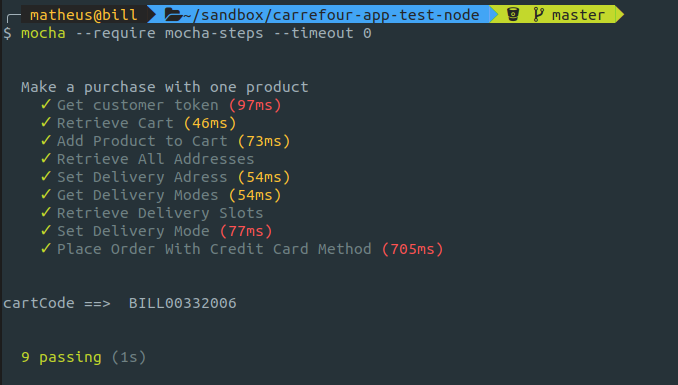 matheus@bill ~/sandbox/carrefour-app-test-node master
$ mocha --require mocha-steps --timeout 0
Make a purchase with one product
✓ Get customer token (97ms)
✓ Retrieve Cart (46ms)
✓ Add Product to Cart (73ms)
✓ Retrieve All Addresses
✓ Set Delivery Adress (54ms)
✓ Get Delivery Modes (54ms)
✓ Retrieve Delivery Slots
✓ Set Delivery Mode (77ms)
✓ Place Order With Credit Card Method (705ms)
cartCode ==>  BILL00332006
9 passing (1s)